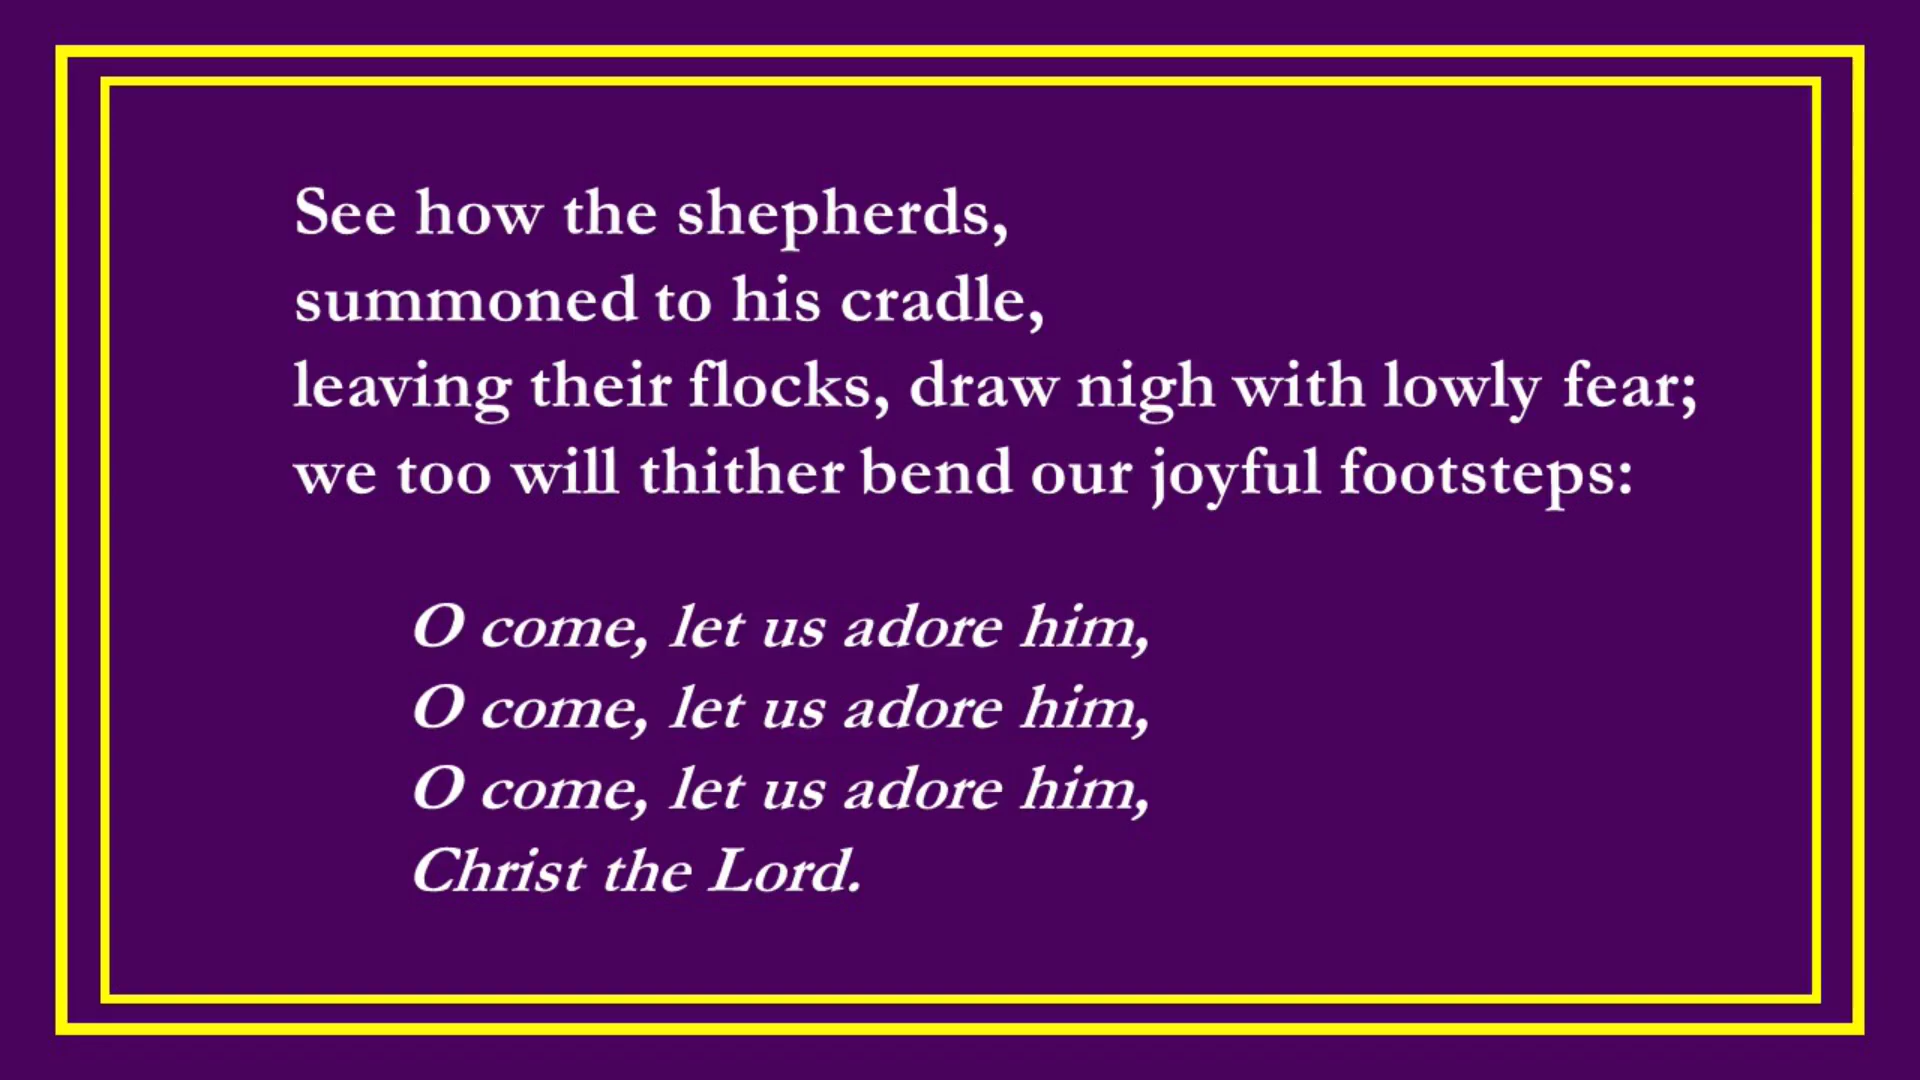 See how the shepherds,
summoned to his cradle,
leaving their flocks, draw nigh with lowly fear;
we too will thither bend our joyful footsteps:
O come, let us adore him,
O come, let us adore him,
O come, let us adore him,
Christ the Lord.